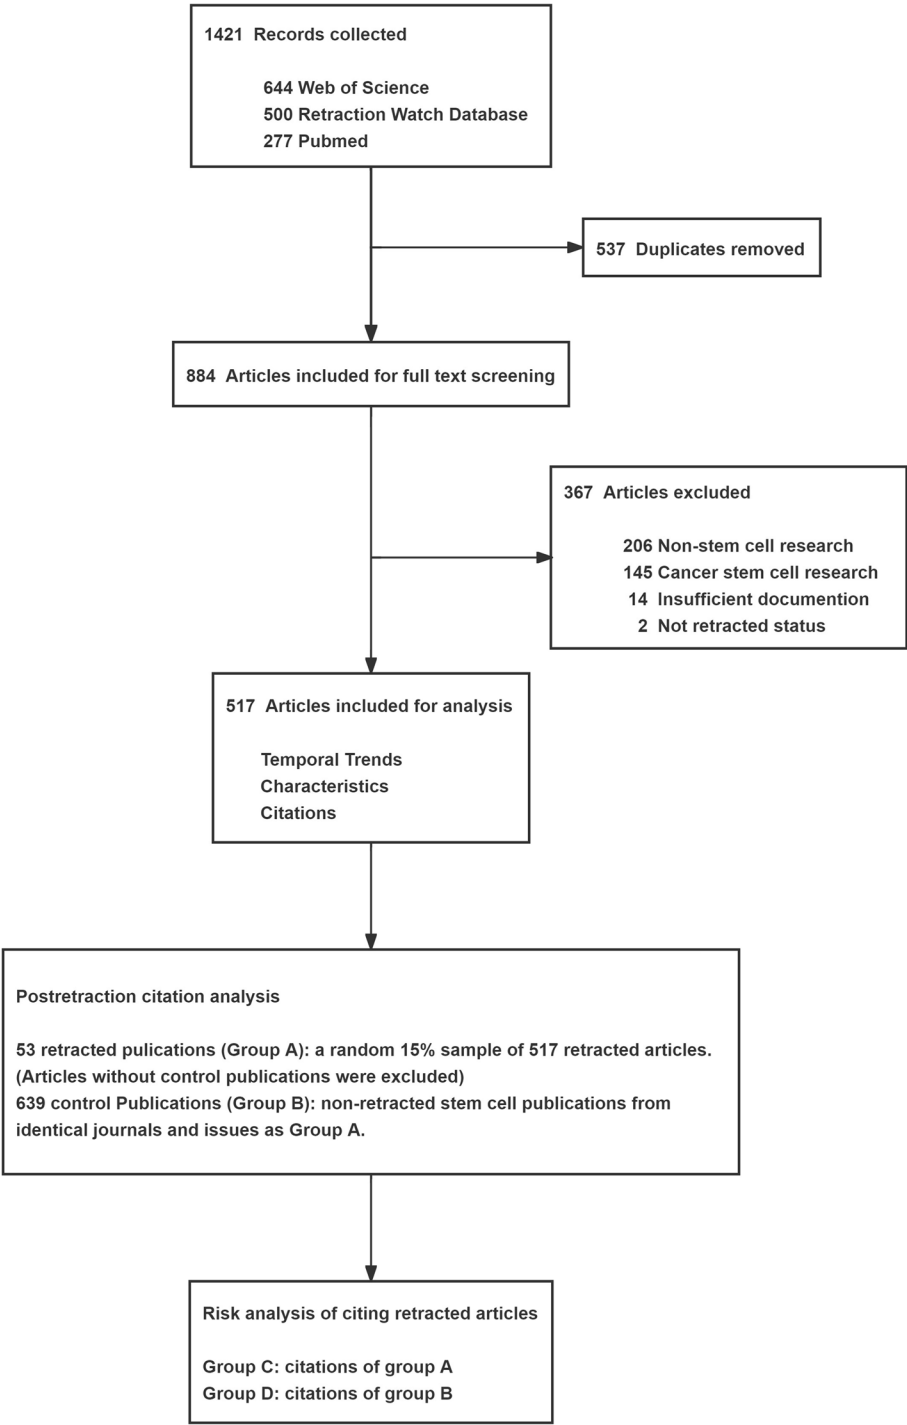 1421 Records collected
644 Web of Science
500 Retraction Watch Database
277 Pubmed
537 Duplicates removed
884 Articles included for full text screening
367 Articles excluded
206 Non-stem cell research
145 Cancer stem cell research
14 Insufficient documention
2 Not retracted status
517 Articles included for analysis
Temporal Trends
Characteristics
Citations
Postretraction citation analysis
53 retracted pulications (Group A): a random 15% sample of 517 retracted articles.
(Articles without control publications were excluded)
639 control Publications (Group B): non-retracted stem cell publications from
identical journals and issues as Group A.
Risk analysis of citing retracted articles
Group C: citations of group A
Group D: citations of group B